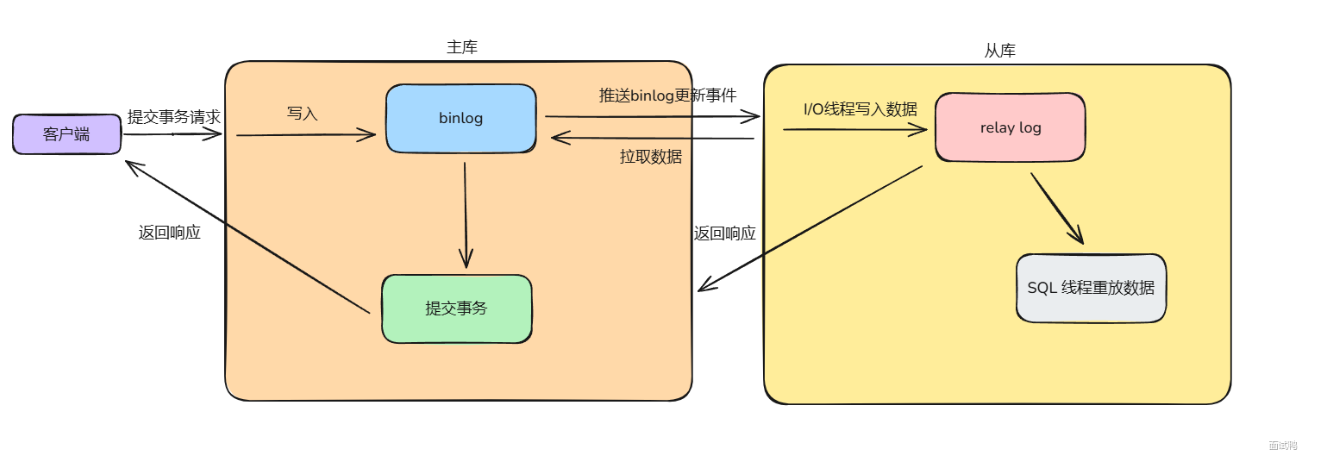 主库
从库
客户端
提交事务请求
写入
binlog
推送binlog更新事件
拉取数据
I/O线程写入数据
relay log
返回响应
返回响应
提交事务
SQL 线程重放数据
面试鸭